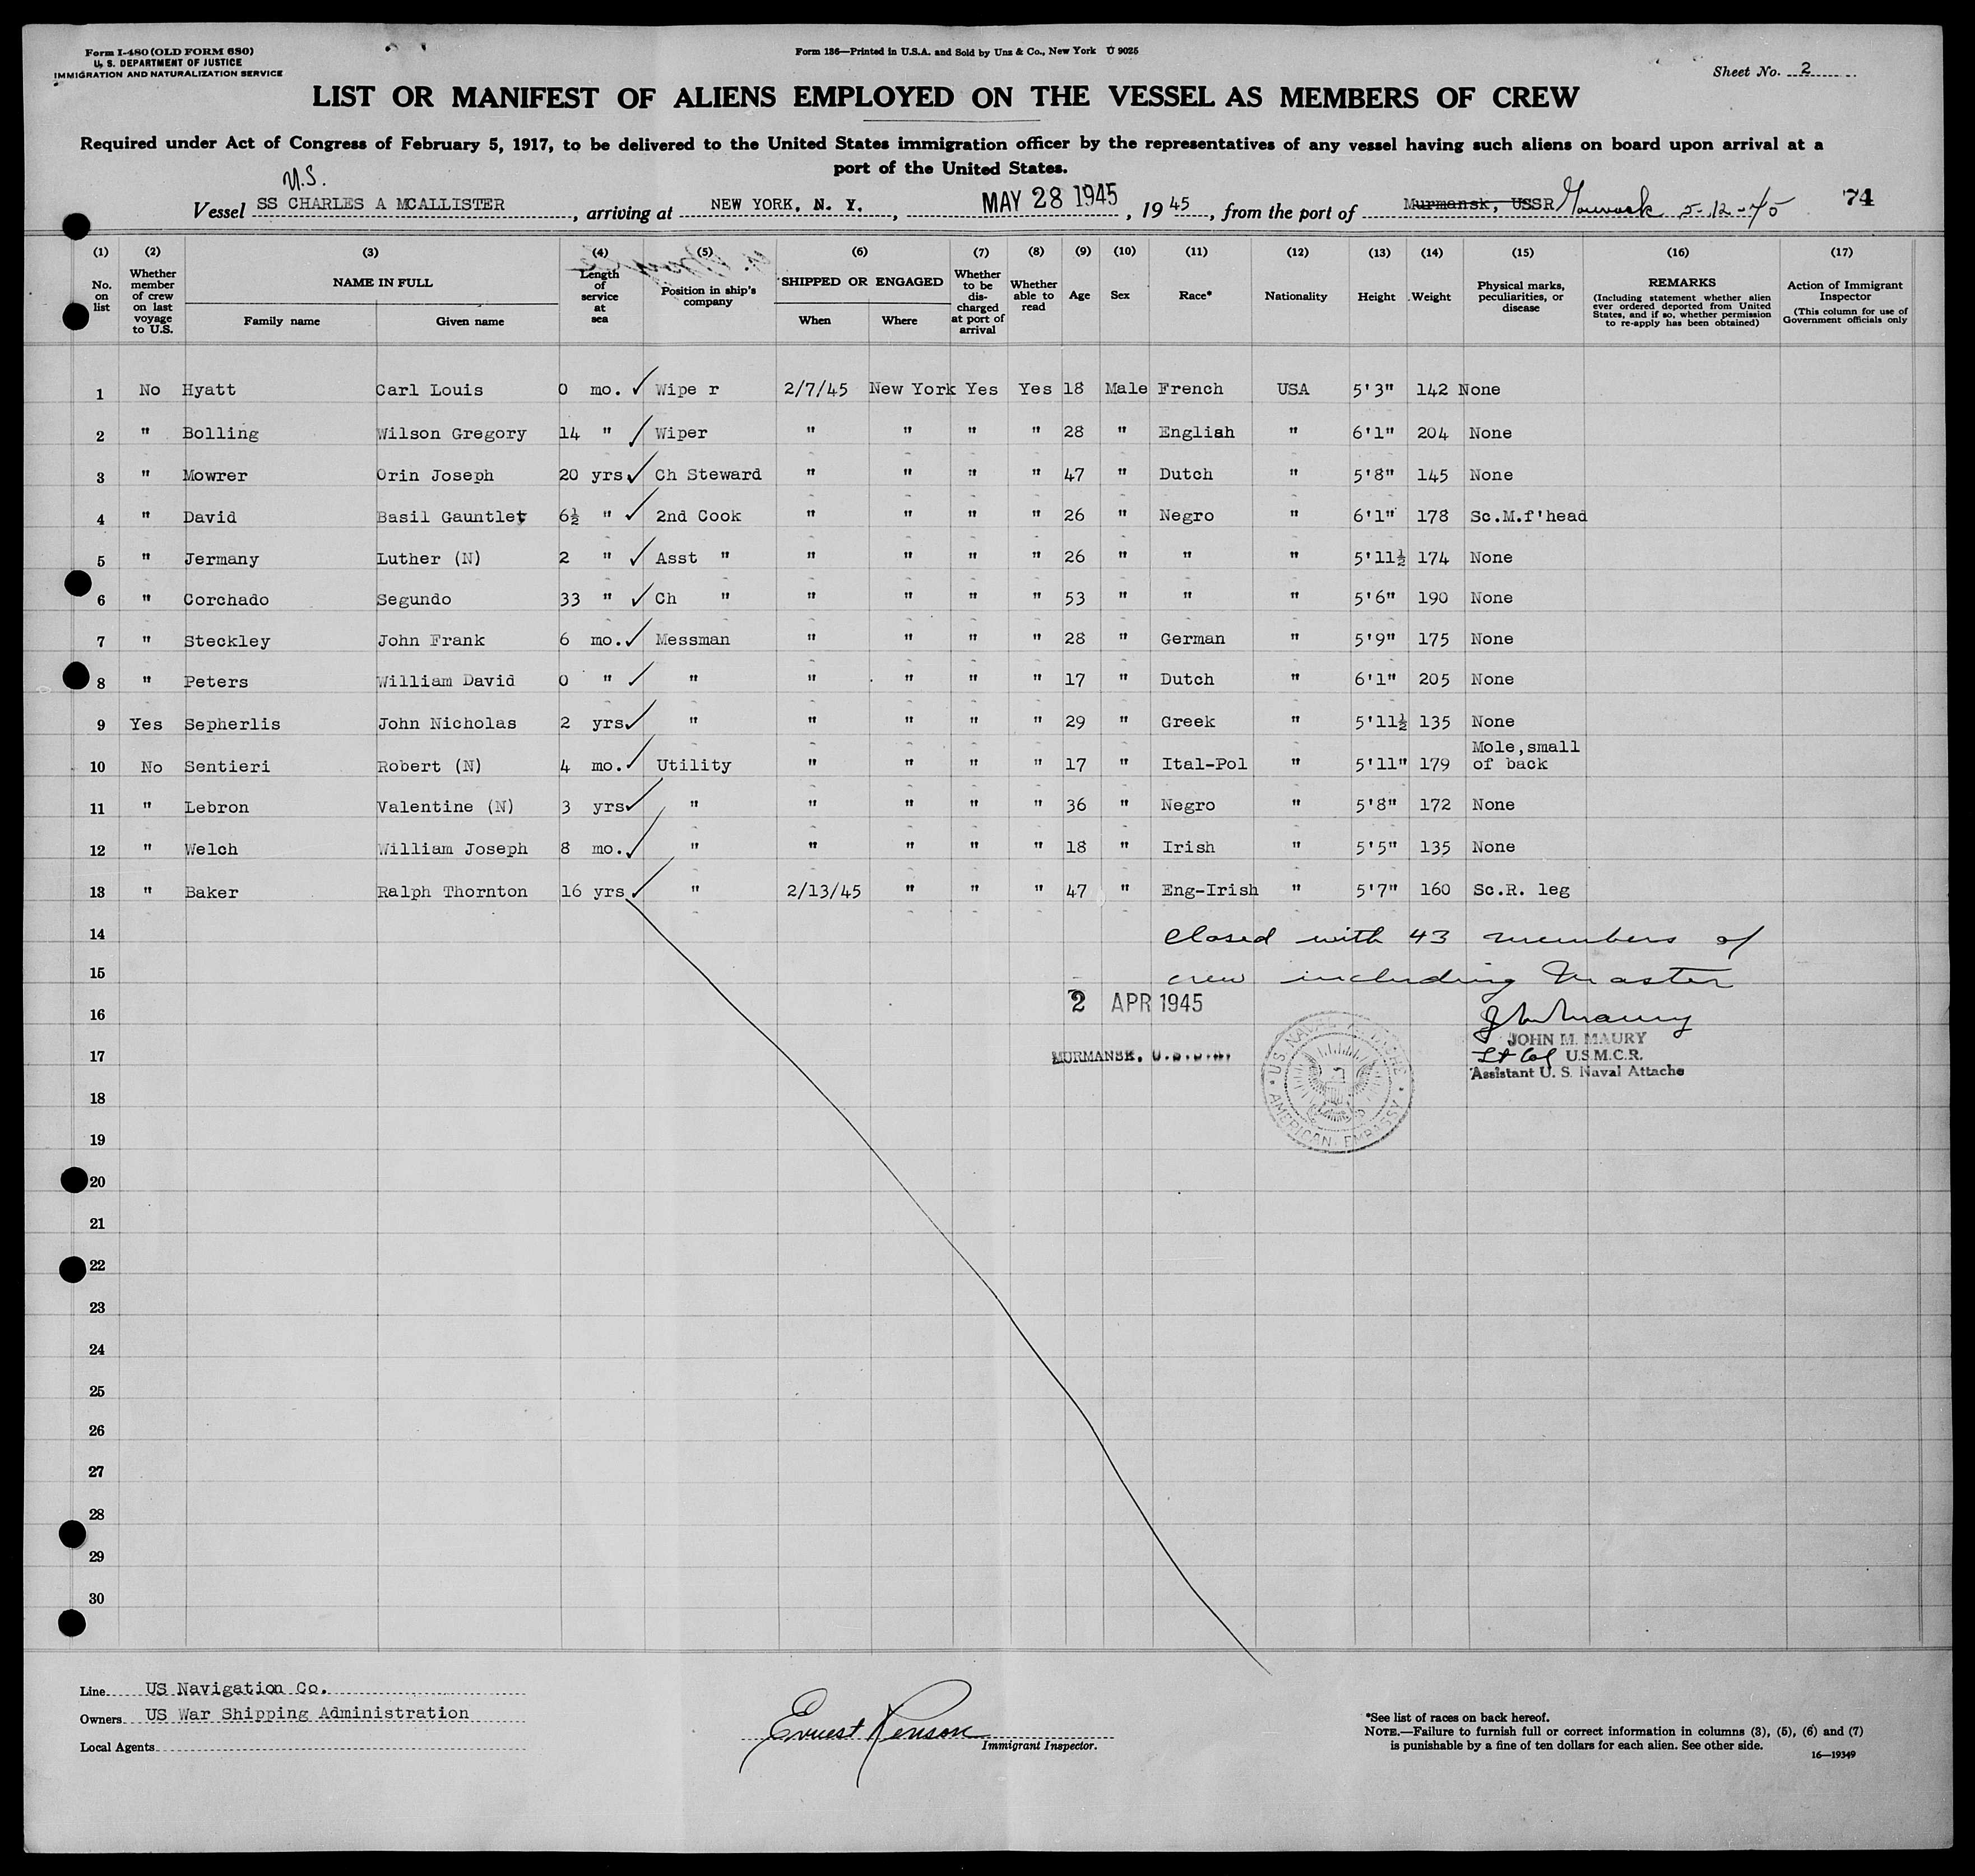 Form I-480 (OLD FORM 680)
U. S. DEPARTMENT OF JUSTICE
IMMIGRATION AND NATURALIZATION SERVICE
Form 136—Printed in U.S.A. and Sold by Unz & Co., New York U 9025
Sheet No. 2
LIST OR MANIFEST OF ALIENS EMPLOYED ON THE VESSEL AS MEMBERS OF CREW
Required under Act of Congress of February 5, 1917, to be delivered to the United States immigration officer by the representatives of any vessel having such aliens on board upon arrival at a
port of the United States.
U.S.
Vessel SS CHARLES A MCALLISTER, arriving at NEW YORK, N. Y., MAY 28 1945, 19 45, from the port of Murmansk, USSR 5-12-45 74
(1) (2) (3) (4) (5) (6) (7) (8) (9) (10) (11) (12) (13) (14) (15) (16) (17)
No. on list
Whether member of crew on last voyage to U.S.
NAME IN FULL
Family name Given name
Length of service at sea
Position in ship's company
SHIPPED OR ENGAGED
When Where
Whether to be discharged at port of arrival
Whether able to read
Age
Sex
Race*
Nationality
Height
Weight
Physical marks, peculiarities, or disease
REMARKS
(Including statement whether alien ever ordered deported from United States, and if so, whether permission to re-apply has been obtained)
Action of Immigrant Inspector
(This column for use of Government officials only
1 No Hyatt Carl Louis 0 mo. ✓ Wipe r 2/7/45 New York Yes Yes 18 Male French USA 5'3" 142 None
2 " Bolling Wilson Gregory 14 " ✓ Wiper " " " " 28 " English " 6'1" 204 None
3 " Mowrer Orin Joseph 20 yrs ✓ Ch Steward " " " " 47 " Dutch " 5'8" 145 None
4 " David Basil Gauntlet 6½ " ✓ 2nd Cook " " " " 26 " Negro " 6'1" 178 Sc.M.f'head
5 " Jermany Luther (N) 2 " ✓ Asst " " " " " 26 " " " 5'11½ 174 None
6 " Corchado Segundo 33 " ✓ Ch " " " " " 53 " " " 5'6" 190 None
7 " Steckley John Frank 6 mo. ✓ Messman " " " " 28 " German " 5'9" 175 None
8 " Peters William David 0 " ✓ " " " " " 17 " Dutch " 6'1" 205 None
9 Yes Sepherlis John Nicholas 2 yrs ✓ " " " " " 29 " Greek " 5'11½ 135 None
10 No Sentieri Robert (N) 4 mo. ✓ Utility " " " " 17 " Ital-Pol " 5'11" 179 Mole,small of back
11 " Lebron Valentine (N) 3 yrs ✓ " " " " " 36 " Negro " 5'8" 172 None
12 " Welch William Joseph 8 mo. ✓ " " " " " 18 " Irish " 5'5" 135 None
13 " Baker Ralph Thornton 16 yrs ✓ " 2/13/45 " " " 47 " Eng-Irish " 5'7" 160 Sc.R. leg
14 closed with 43 members of
15 crew including Master
16 2 APR 1945
JOHN M. MAURY
17 MURMANSK, U.S.S.R. Lt Col U.S.M.C.R.
Assistant U. S. Naval Attache
U.S. NAVAL ATTACHE
AMERICAN EMBASSY
18
19
20
21
22
23
24
25
26
27
28
29
30
Line US Navigation Co.
Owners US War Shipping Administration
Local Agents
Ernest Kenson
Immigrant Inspector.
*See list of races on back hereof.
NOTE.—Failure to furnish full or correct information in columns (3), (5), (6) and (7)
is punishable by a fine of ten dollars for each alien. See other side.
16—19349